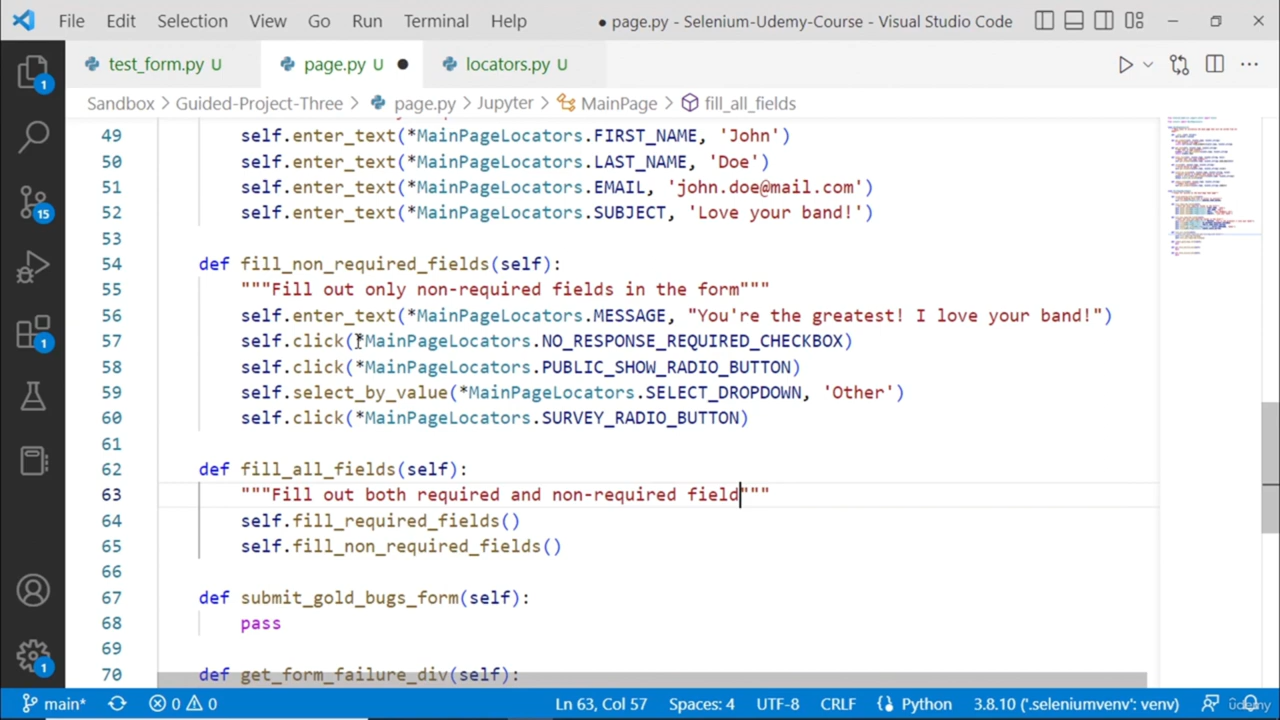 File Edit Selection View Go Run Terminal Help ● page.py - Selenium-Udemy-Course - Visual Studio Code
test_form.py U page.py U ● locators.py U
Sandbox > Guided-Project-Three > page.py > Jupyter > MainPage > fill_all_fields
49 self.enter_text(*MainPageLocators.FIRST_NAME, 'John')
50 self.enter_text(*MainPageLocators.LAST_NAME, 'Doe')
51 self.enter_text(*MainPageLocators.EMAIL, 'john.doe@mail.com')
52 self.enter_text(*MainPageLocators.SUBJECT, 'Love your band!')
53
54 def fill_non_required_fields(self):
55 """Fill out only non-required fields in the form"""
56 self.enter_text(*MainPageLocators.MESSAGE, "You're the greatest! I love your band!")
57 self.click(*MainPageLocators.NO_RESPONSE_REQUIRED_CHECKBOX)
58 self.click(*MainPageLocators.PUBLIC_SHOW_RADIO_BUTTON)
59 self.select_by_value(*MainPageLocators.SELECT_DROPDOWN, 'Other')
60 self.click(*MainPageLocators.SURVEY_RADIO_BUTTON)
61
62 def fill_all_fields(self):
63 """Fill out both required and non-required field"""
64 self.fill_required_fields()
65 self.fill_non_required_fields()
66
67 def submit_gold_bugs_form(self):
68 pass
69
70 def get_form_failure_div(self):
1
15
1
1
main* 0 0 Ln 63, Col 57 Spaces: 4 UTF-8 CRLF Python 3.8.10 ('.seleniumvenv': venv)
ûdemy